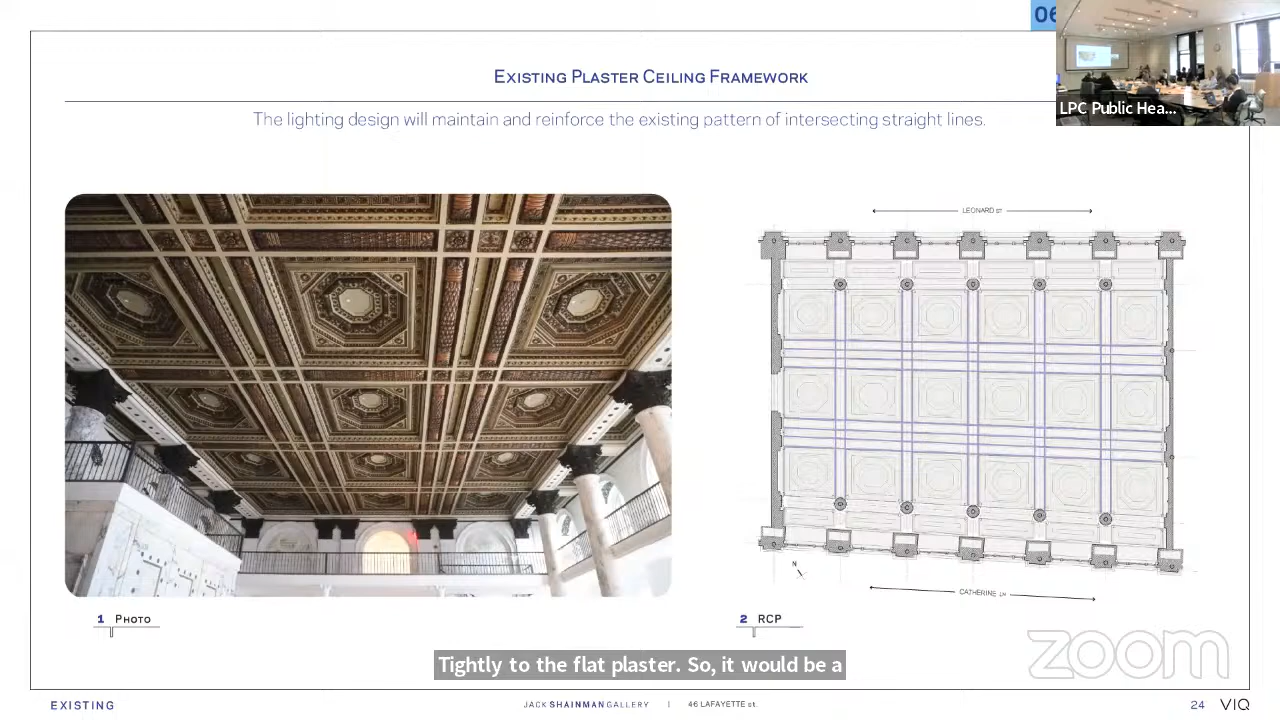 06
EXISTING PLASTER CEILING FRAMEWORK
LPC Public Hea...
The lighting design will maintain and reinforce the existing pattern of intersecting straight lines.
LEONARD ST
N
CATHERINE LN
1 PHOTO
2 RCP
zoom
Tightly to the flat plaster. So, it would be a
EXISTING
JACK SHAINMAN GALLERY | 46 LAFAYETTE st.
24 VIQ